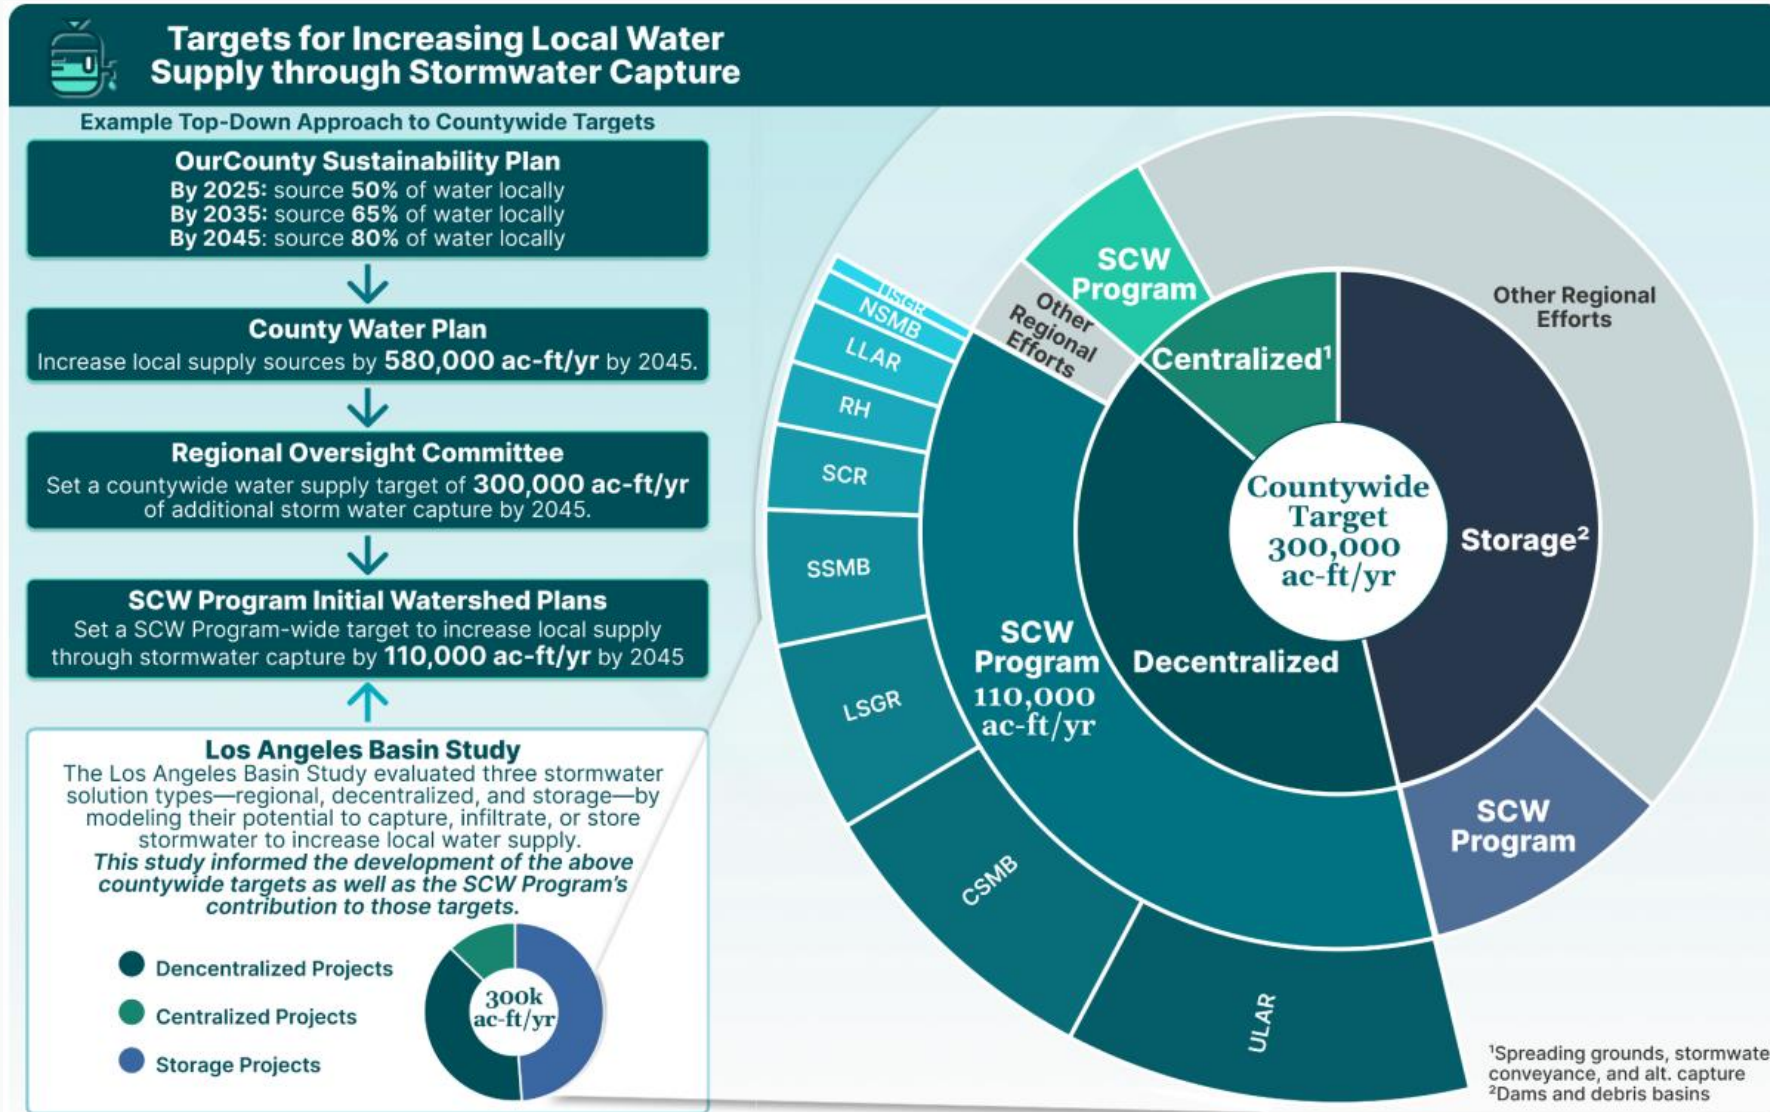 Targets for Increasing Local Water
Supply through Stormwater Capture
Example Top-Down Approach to Countywide Targets
OurCounty Sustainability Plan
By 2025: source 50% of water locally
By 2035: source 65% of water locally
By 2045: source 80% of water locally
County Water Plan
Increase local supply sources by 580,000 ac-ft/yr by 2045.
Regional Oversight Committee
Set a countywide water supply target of 300,000 ac-ft/yr
of additional storm water capture by 2045.
SCW Program Initial Watershed Plans
Set a SCW Program-wide target to increase local supply
through stormwater capture by 110,000 ac-ft/yr by 2045
Los Angeles Basin Study
The Los Angeles Basin Study evaluated three stormwater
solution types—regional, decentralized, and storage—by
modeling their potential to capture, infiltrate, or store
stormwater to increase local water supply.
This study informed the development of the above
countywide targets as well as the SCW Program's
contribution to those targets.
Dencentralized Projects
Centralized Projects
Storage Projects
300k
ac-ft/yr
SCW
Program
Other Regional
Efforts
Other
Regional
Efforts
Centralized¹
Countywide
Target
300,000
ac-ft/yr
Storage²
Decentralized
SCW
Program
110,000
ac-ft/yr
SCW
Program
USGR
NSMB
LLAR
RH
SCR
SSMB
LSGR
CSMB
ULAR
¹Spreading grounds, stormwate
conveyance, and alt. capture
²Dams and debris basins